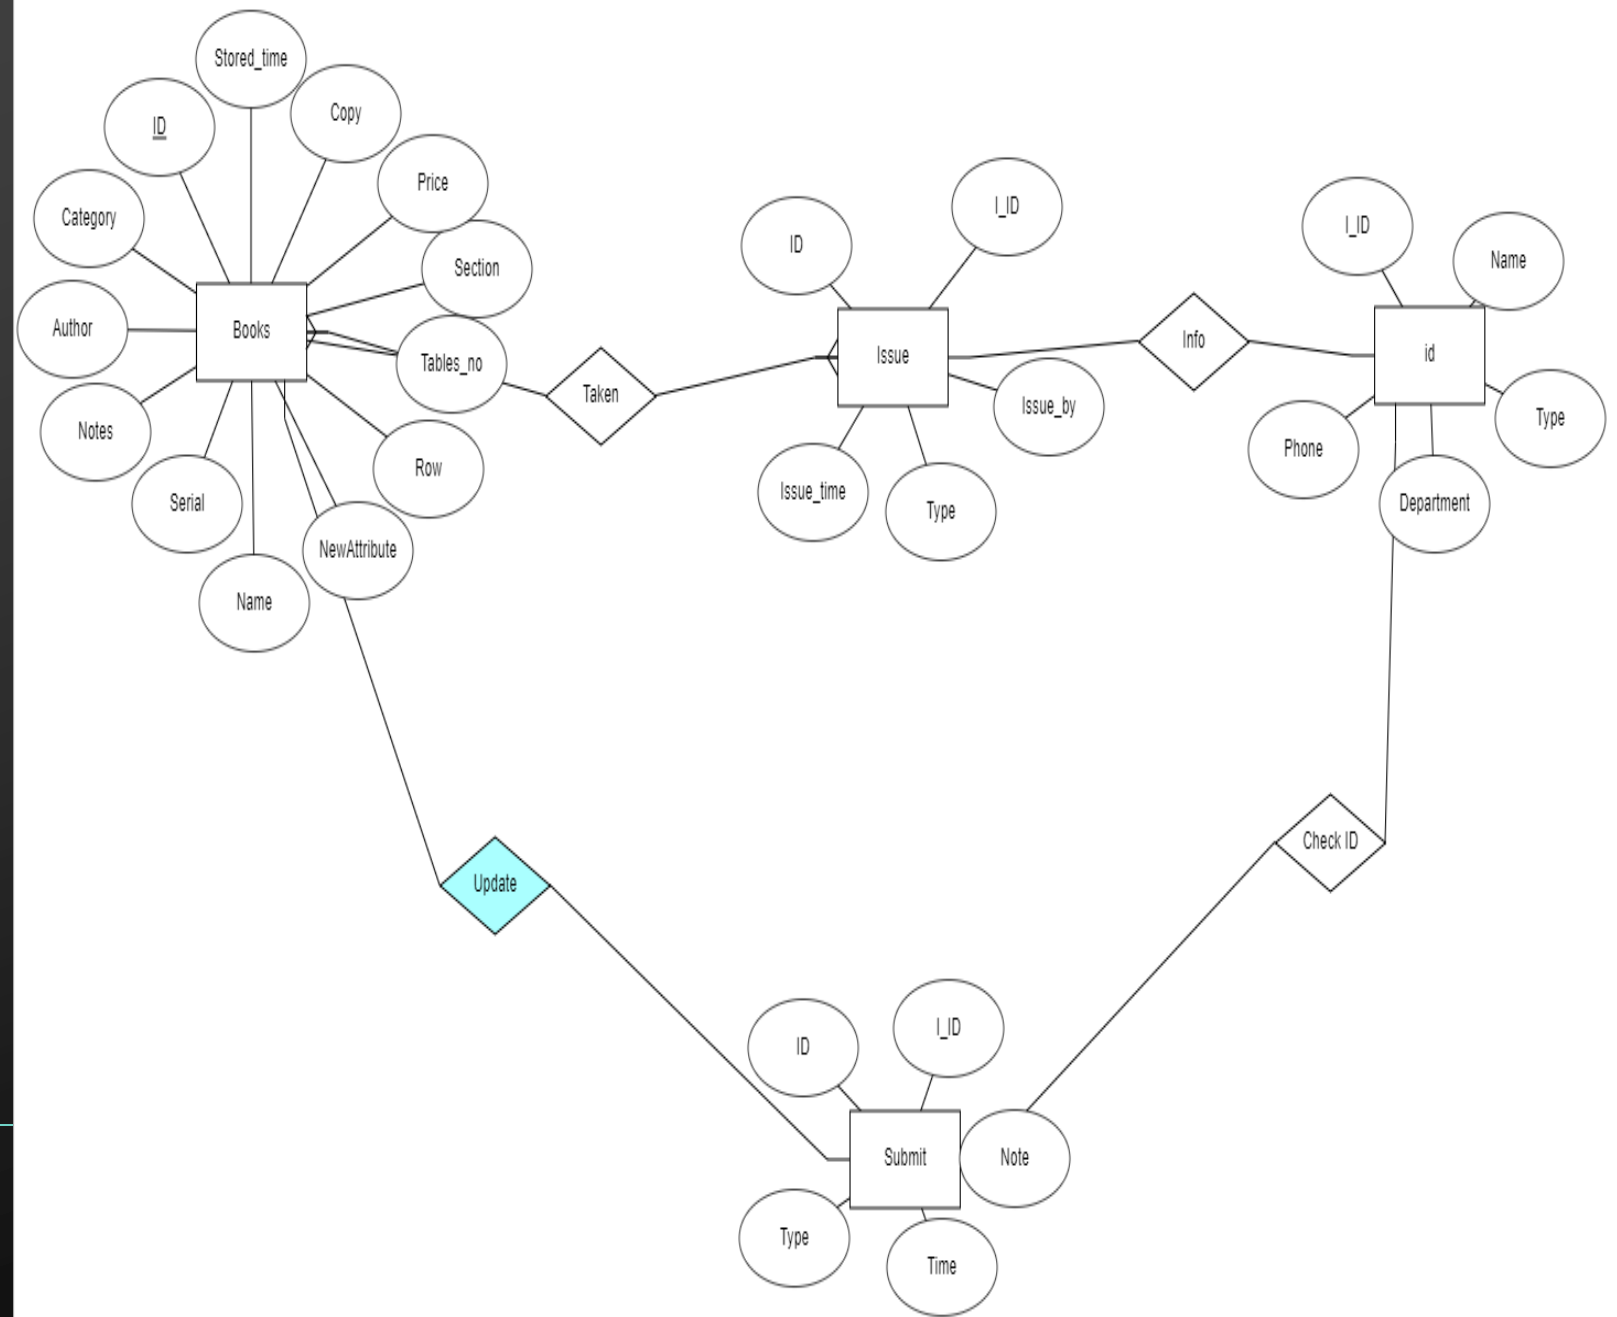 Stored_time
Copy
ID
Price
Category
Section
Author
Books
Tables_no
Notes
Row
Serial
NewAttribute
Name
Taken
ID
I_ID
Issue
Issue_by
Issue_time
Type
Info
I_ID
Name
id
Type
Phone
Department
Update
Check ID
ID
I_ID
Submit
Note
Type
Time